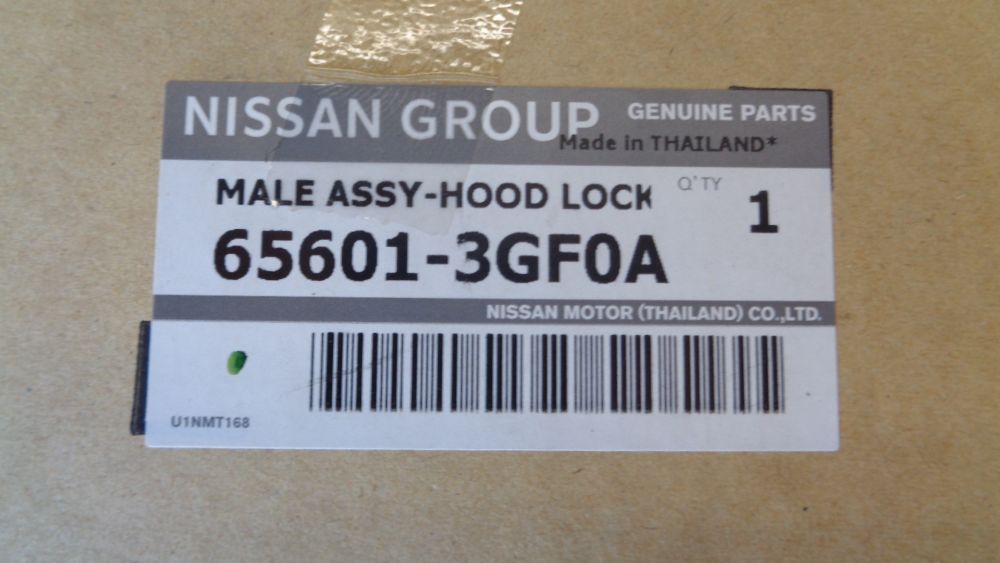 NISSAN GROUP GENUINE PARTS
Made in THAILAND*
MALE ASSY-HOOD LOCK Q'TY
65601-3GF0A 1
NISSAN MOTOR (THAILAND) CO.,LTD.
U1NMT168